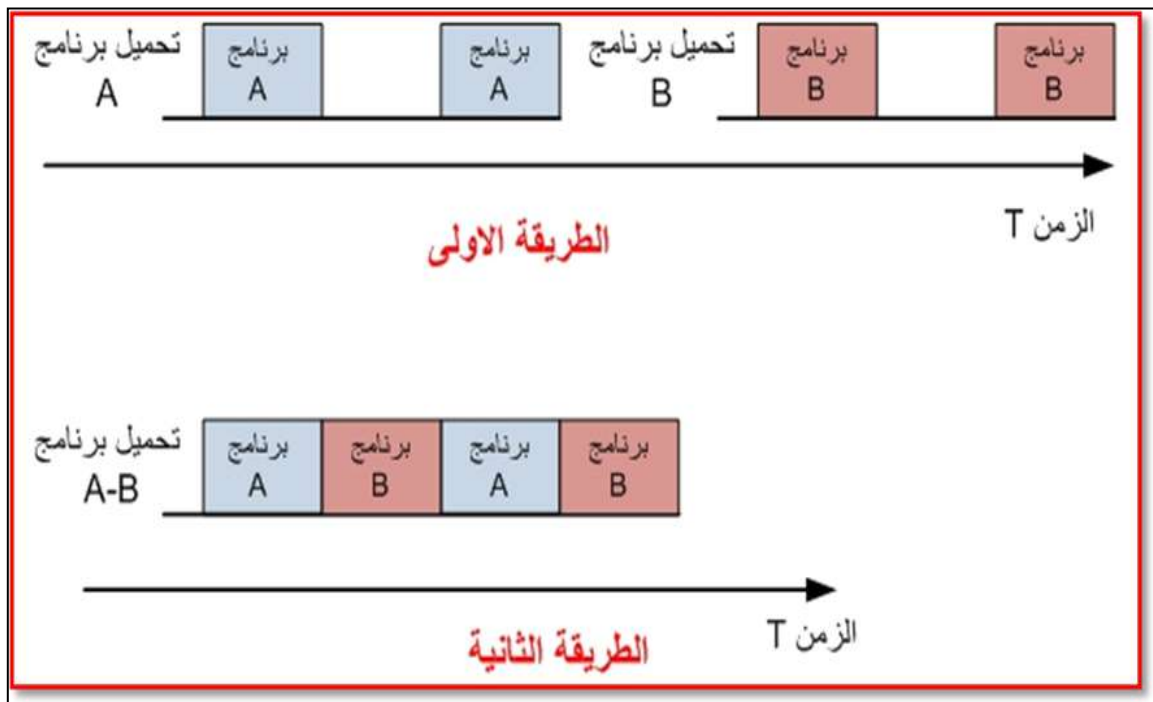 تحميل برنامج
A
برنامج
A
برنامج
A
تحميل برنامج
B
برنامج
B
برنامج
B
الزمن T
الطريقة الاولى
تحميل برنامج
A-B
برنامج
A
برنامج
B
برنامج
A
برنامج
B
الزمن T
الطريقة الثانية